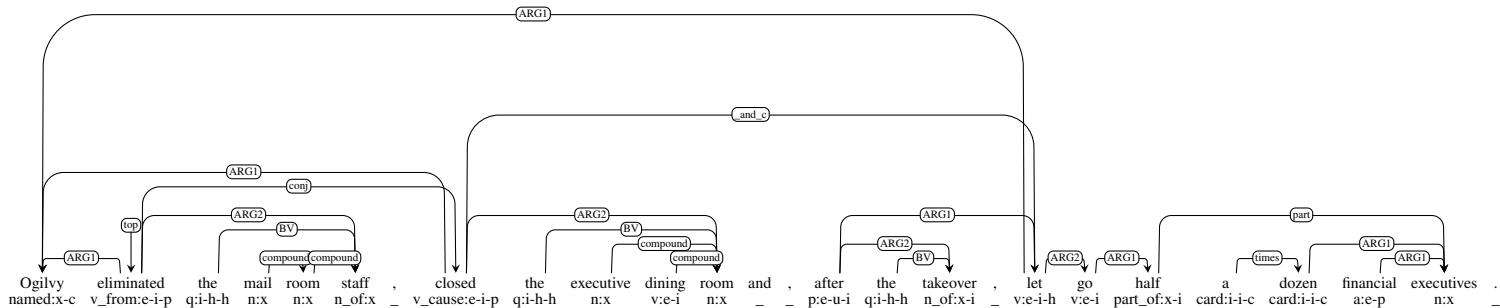 ARG1
_and_c
ARG1
conj
top ARG2 ARG2 ARG1 part
BV BV ARG2 compound ARG1
ARG1 compound compound compound BV ARG2 ARG1 times ARG1
Ogilvy eliminated the mail room staff , closed the executive dining room and , after the takeover , let go half a dozen financial executives .
named:x-c v_from:e-i-p q:i-h-h n:x n:x n_of:x _ v_cause:e-i-p q:i-h-h n:x v:e-i n:x _ _ p:e-u-i q:i-h-h n_of:x-i _ v:e-i-h v:e-i part_of:x-i card:i-i-c card:i-i-c a:e-p n:x _